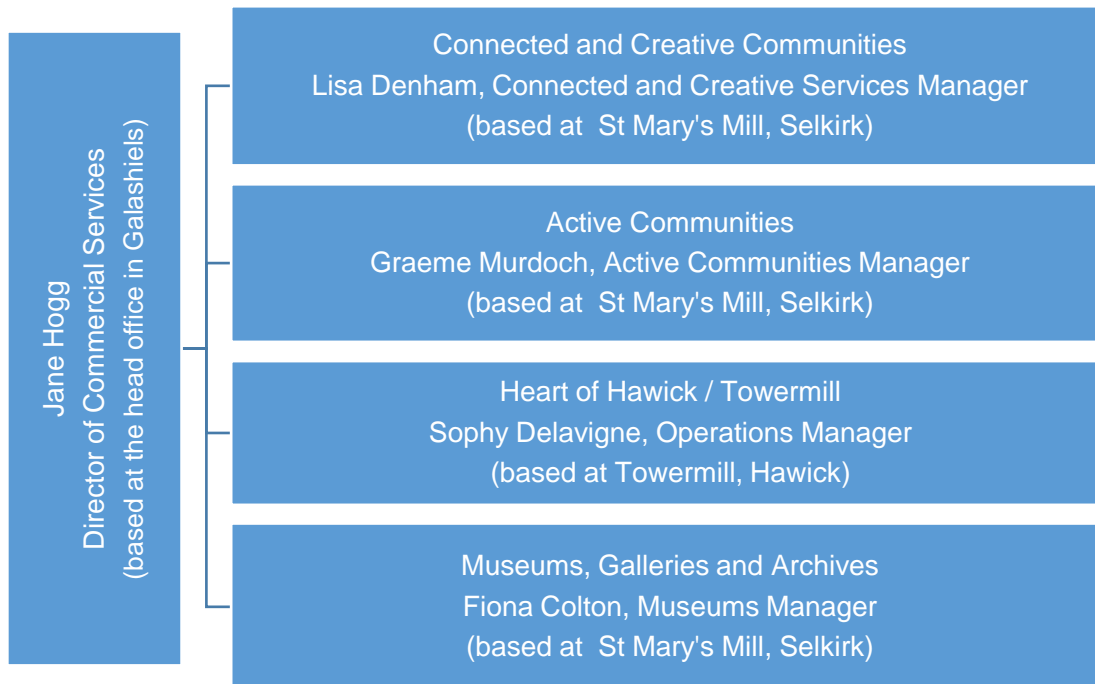 Jane Hogg
Director of Commercial Services
(based at the head office in Galashiels)
Connected and Creative Communities
Lisa Denham, Connected and Creative Services Manager
(based at  St Mary's Mill, Selkirk)
Active Communities
Graeme Murdoch, Active Communities Manager
(based at  St Mary's Mill, Selkirk)
Heart of Hawick / Towermill
Sophy Delavigne, Operations Manager
(based at Towermill, Hawick)
Museums, Galleries and Archives
Fiona Colton, Museums Manager
(based at  St Mary's Mill, Selkirk)